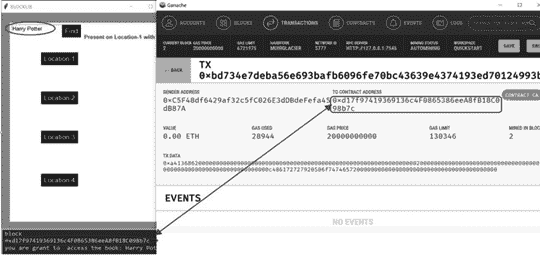 BLOCKLIB
Harry Potter
Find
Present on Location-1 with
Location 1
Location 2
Location 3
Location 4
block
you are grant to access the book: Harry Pot
Ganache
ACCOUNTS
BLOCKS
TRANSACTIONS
CONTRACTS
EVENTS
LOGS
CURRENT BLOCK
GAS PRICE
20000000000
GAS LIMIT
6721975
HARDFORK
MUIRGLACIER
NETWORK ID
5777
RPC SERVER
HTTP://127.0.0.1:7545
MINING STATUS
AUTOMINING
WORKSPACE
QUICKSTART
SAVE
BACK
TX
0xbd734e7deba56e693bafb6096fe70bc43639e4374193ed70124993b
SENDER ADDRESS
TO CONTRACT ADDRESS
CONTRACT CA
VALUE
0.00 ETH
GAS USED
28944
GAS PRICE
20000000000
GAS LIMIT
130346
MINED IN BLOCK
2
TX DATA
EVENTS
NO EVENTS